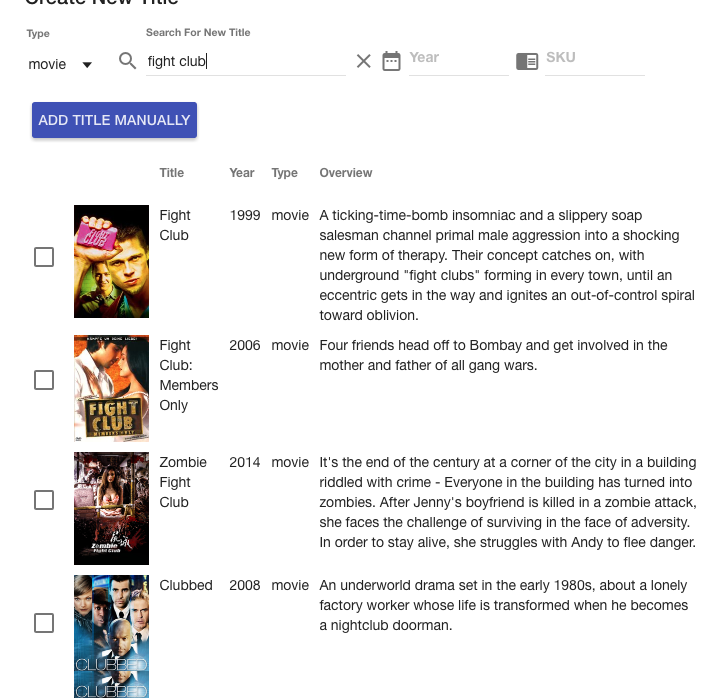 Create New Title
Type
Search For New Title
movie
fight club
Year
SKU
ADD TITLE MANUALLY
Title Year Type Overview
FIGHT
CLUB
Fight
Club
1999
movie
A ticking-time-bomb insomniac and a slippery soap
salesman channel primal male aggression into a shocking
new form of therapy. Their concept catches on, with
underground "fight clubs" forming in every town, until an
eccentric gets in the way and ignites an out-of-control spiral
toward oblivion.
FIGHT
CLUB
MEMBERS ONLY
Fight
Club:
Members
Only
2006
movie
Four friends head off to Bombay and get involved in the
mother and father of all gang wars.
Zombie
Fight Club
Zombie
Fight
Club
2014
movie
It's the end of the century at a corner of the city in a building
riddled with crime - Everyone in the building has turned into
zombies. After Jenny's boyfriend is killed in a zombie attack,
she faces the challenge of surviving in the face of adversity.
In order to stay alive, she struggles with Andy to flee danger.
CLUBBED
CLUBBED
Clubbed
2008
movie
An underworld drama set in the early 1980s, about a lonely
factory worker whose life is transformed when he becomes
a nightclub doorman.